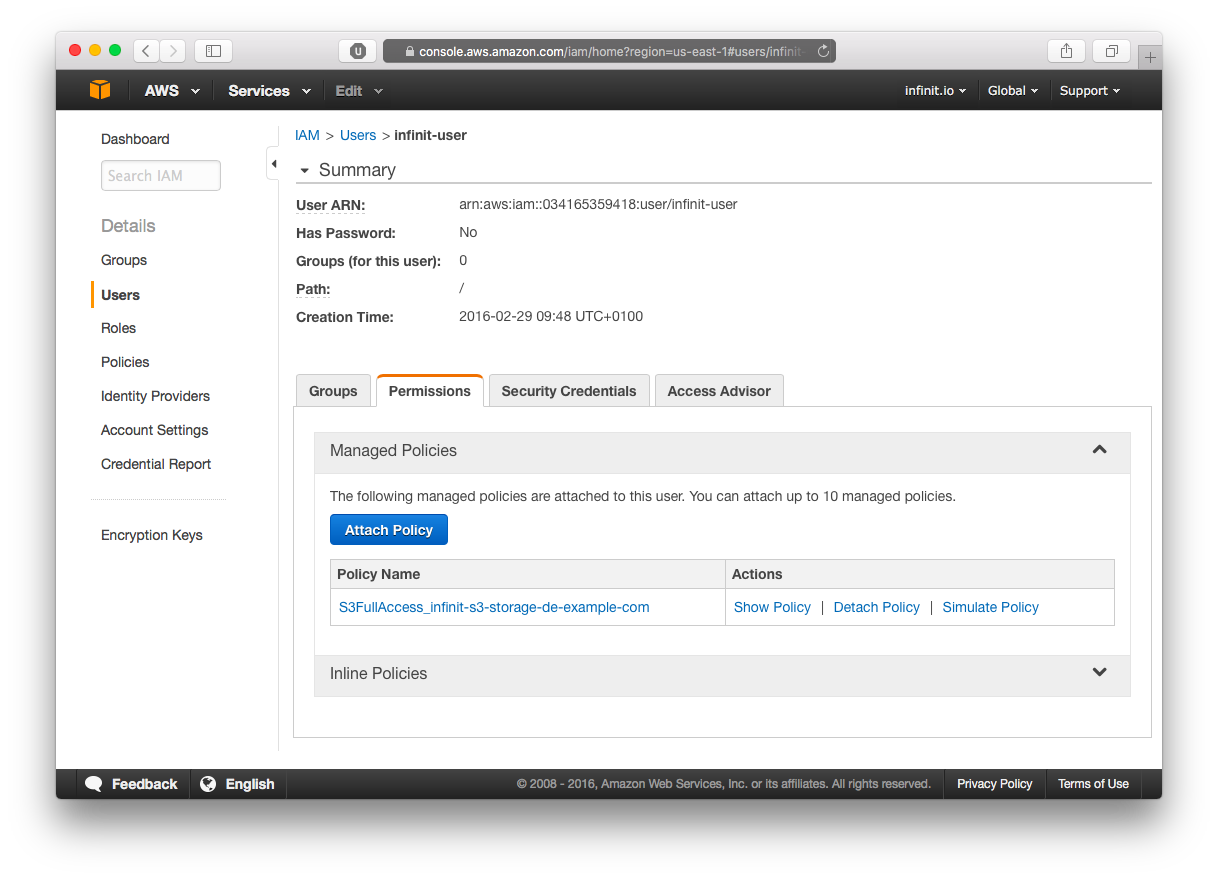 console.aws.amazon.com/iam/home?region=us-east-1#users/infinit-
AWS Services Edit infinit.io Global Support
Dashboard
Search IAM
Details
Groups
Users
Roles
Policies
Identity Providers
Account Settings
Credential Report
Encryption Keys
IAM > Users > infinit-user
Summary
User ARN: arn:aws:iam::034165359418:user/infinit-user
Has Password: No
Groups (for this user): 0
Path: /
Creation Time: 2016-02-29 09:48 UTC+0100
Groups Permissions Security Credentials Access Advisor
Managed Policies
The following managed policies are attached to this user. You can attach up to 10 managed policies.
Attach Policy
Policy Name Actions
S3FullAccess_infinit-s3-storage-de-example-com Show Policy | Detach Policy | Simulate Policy
Inline Policies
Feedback English © 2008 - 2016, Amazon Web Services, Inc. or its affiliates. All rights reserved. Privacy Policy Terms of Use